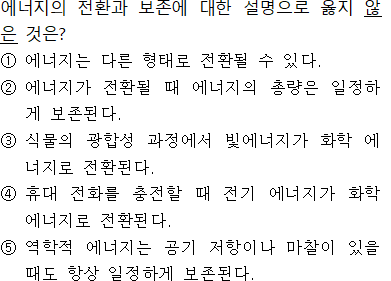 에너지의 전환과 보존에 대한 설명으로 옳지 않
은 것은?
① 에너지는 다른 형태로 전환될 수 있다.
② 에너지가 전환될 때 에너지의 총량은 일정하
게 보존된다.
③ 식물의 광합성 과정에서 빛에너지가 화학 에
너지로 전환된다.
④ 휴대 전화를 충전할 때 전기 에너지가 화학
에너지로 전환된다.
⑤ 역학적 에너지는 공기 저항이나 마찰이 있을
때도 항상 일정하게 보존된다.